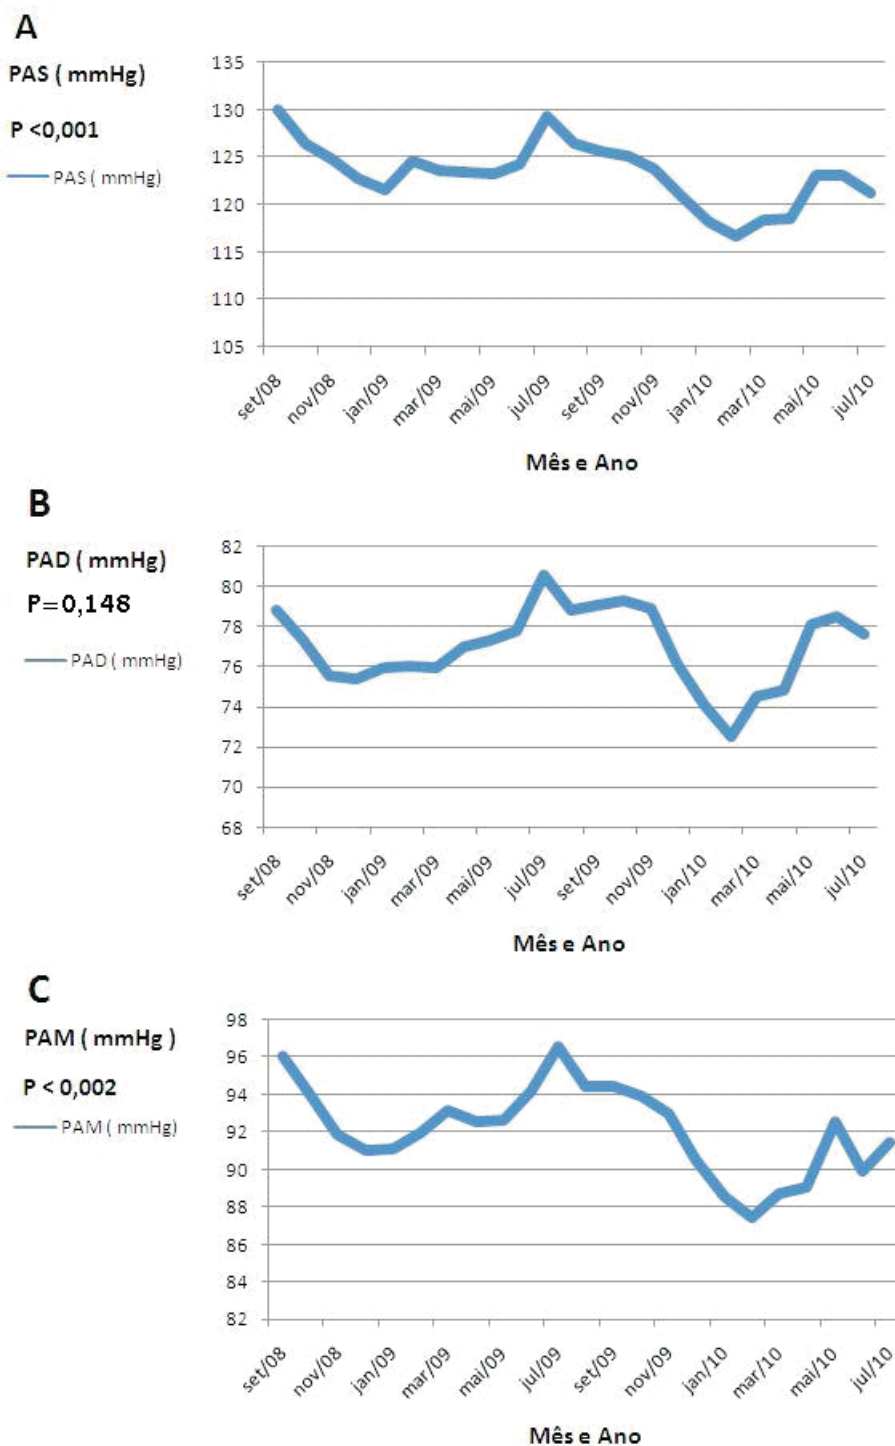 A
PAS ( mmHg)
P <0,001
PAS ( mmHg)
135
130
125
120
115
110
105
set/08
nov/08
jan/09
mar/09
mai/09
jul/09
set/09
nov/09
jan/10
mar/10
mai/10
jul/10
Mês e Ano
B
PAD ( mmHg)
P=0,148
PAD ( mmHg)
82
80
78
76
74
72
70
68
set/08
nov/08
jan/09
mar/09
mai/09
jul/09
set/09
nov/09
jan/10
mar/10
mai/10
jul/10
Mês e Ano
C
PAM ( mmHg )
P < 0,002
PAM ( mmHg)
98
96
94
92
90
88
86
84
82
set/08
nov/08
jan/09
mar/09
mai/09
jul/09
set/09
nov/09
jan/10
mar/10
mai/10
jul/10
Mês e Ano